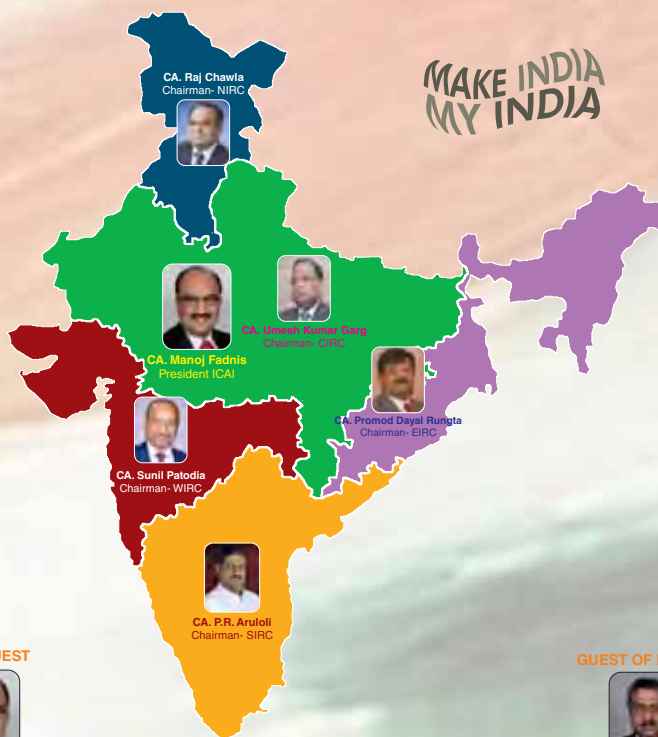 CA. Raj Chawla
Chairman- NIRC
MAKE INDIA
MY INDIA
CA. Umesh Kumar Garg
Chairman- CIRC
CA. Manoj Fadnis
President ICAI
CA. Promod Dayal Rungta
Chairman- EIRC
CA. Sunil Patodia
Chairman- WIRC
CA. P.R. Aruloli
Chairman- SIRC
GUEST OF